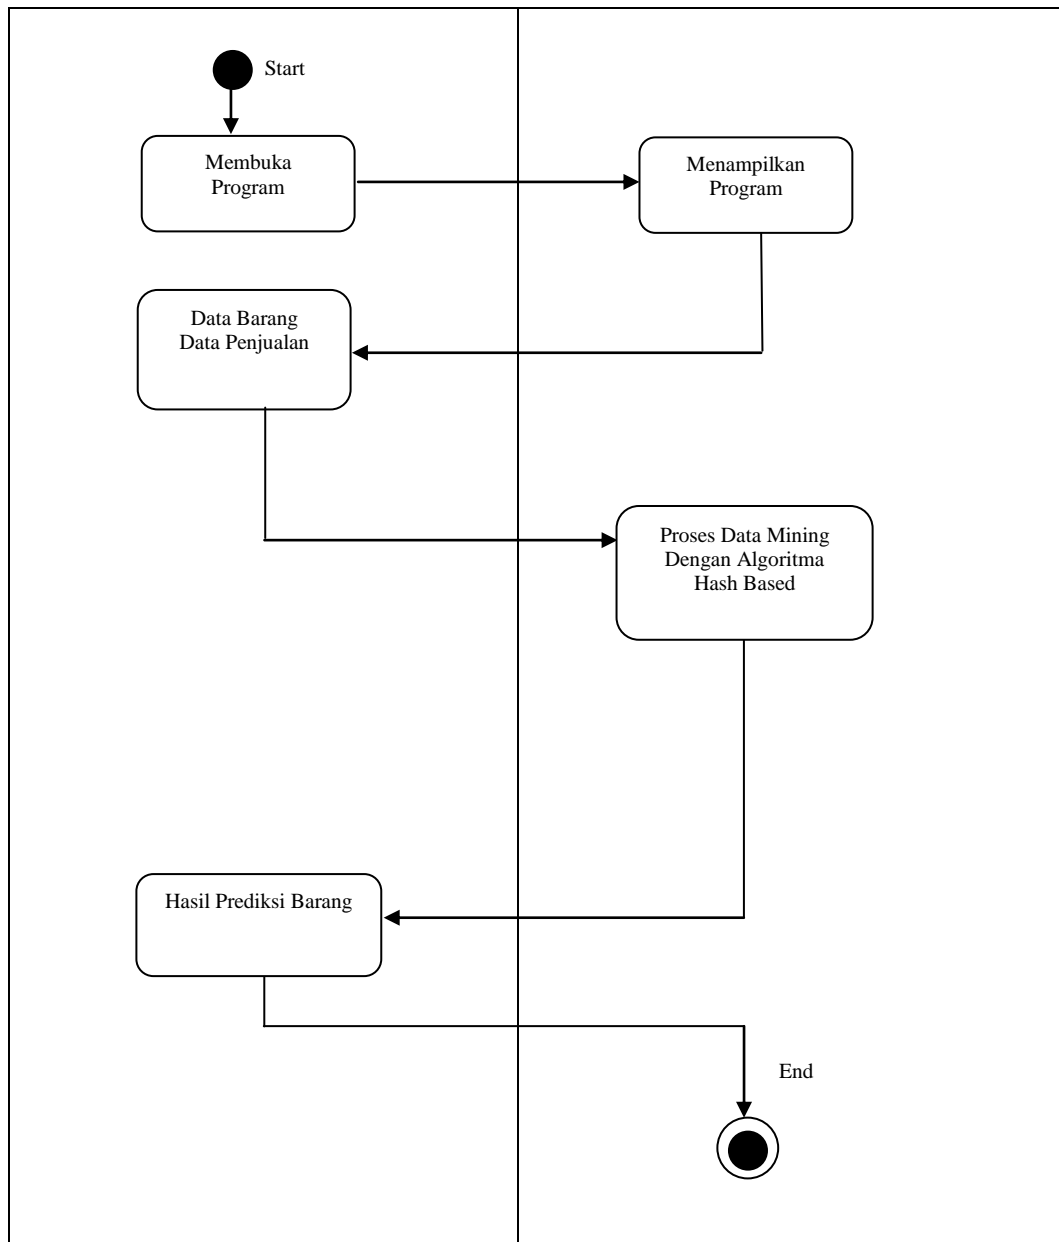 Start
Membuka
Program
Menampilkan
Program
Data Barang
Data Penjualan
Proses Data Mining
Dengan Algoritma
Hash Based
Hasil Prediksi Barang
End